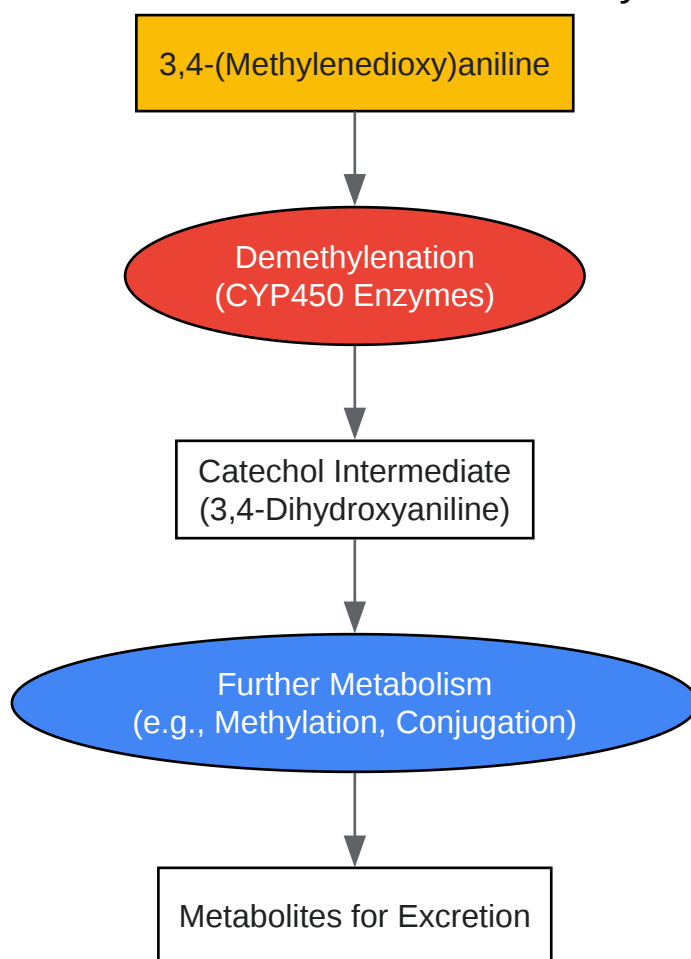 3,4-(Methylenedioxy)aniline
Demethylenation
(CYP450 Enzymes)
Catechol Intermediate
(3,4-Dihydroxyaniline)
Further Metabolism
(e.g., Methylation, Conjugation)
Metabolites for Excretion